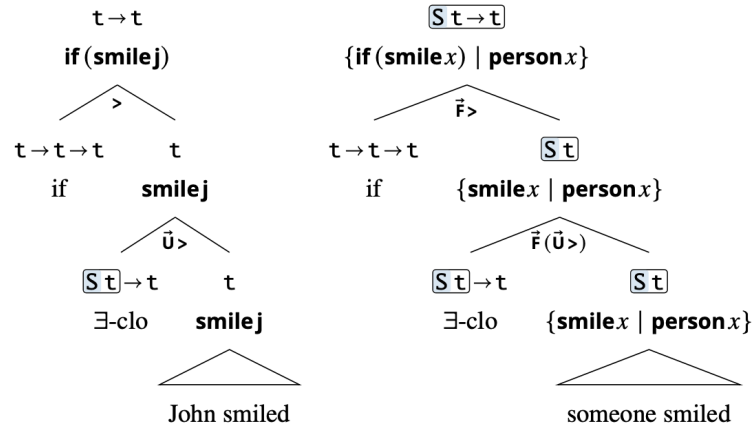 t→t S t→t
if (smile j) {if (smile x) | person x}
> F⃗>
t→t→t t t→t→t S t
if smile j if {smile x | person x}
U⃗> F⃗(U⃗>)
S t→t t S t→t S t
∃-clo smile j ∃-clo {smile x | person x}
John smiled someone smiled